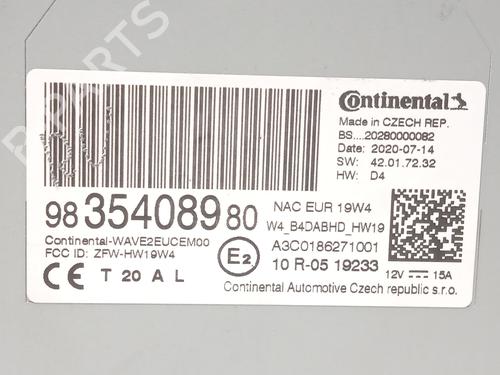 B-PARTS
Continental
Made in CZECH REP.
BS....20280000082
Date: 2020-07-14
SW: 42.01.72.32
HW: D4
98 354089 80
NAC EUR 19W4
W4_B4DABHD_HW19
Continental-WAVE2EUCEM00
FCC ID: ZFW-HW19W4
A3C0186271001
CE T 20 A L
E2
10 R-05 19233
12V 15A
Continental Automotive Czech republic s.r.o.